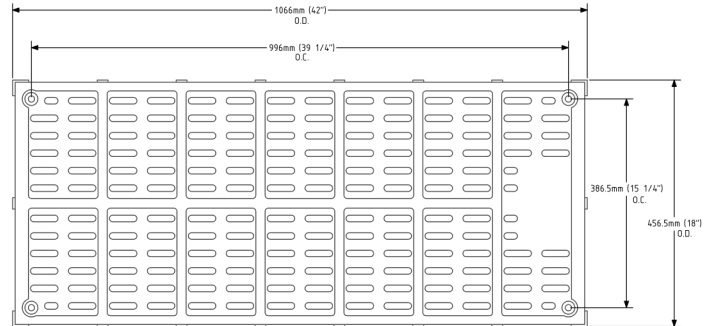 1066mm (42")
O.D.
996mm (39 1/4")
O.C.
386.5mm (15 1/4")
O.C.
456.5mm (18")
O.D.